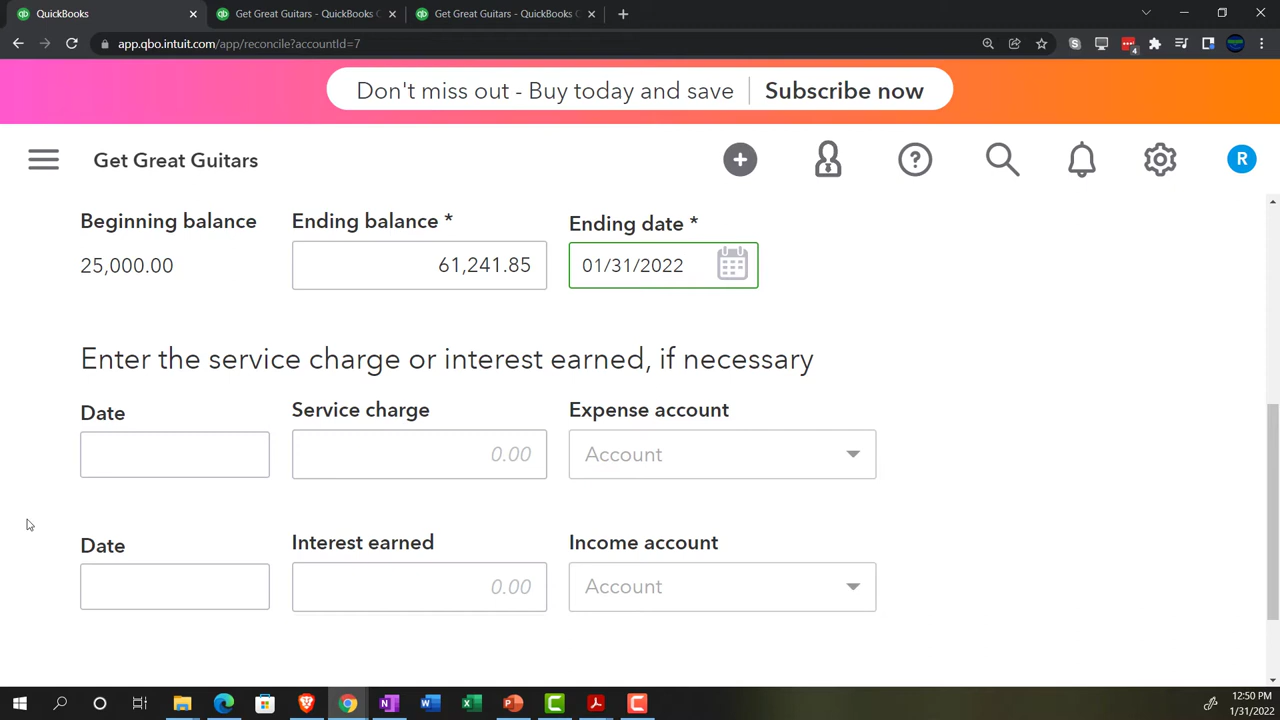 QuickBooks
Get Great Guitars - QuickBooks C
Get Great Guitars - QuickBooks C
app.qbo.intuit.com/app/reconcile?accountId=7
4
Don't miss out - Buy today and save
Subscribe now
Get Great Guitars
R
Beginning balance
Ending balance *
Ending date *
25,000.00
61,241.85
01/31/2022
Enter the service charge or interest earned, if necessary
Date
Service charge
Expense account
0.00
Account
Date
Interest earned
Income account
0.00
Account
12:50 PM
1/31/2022